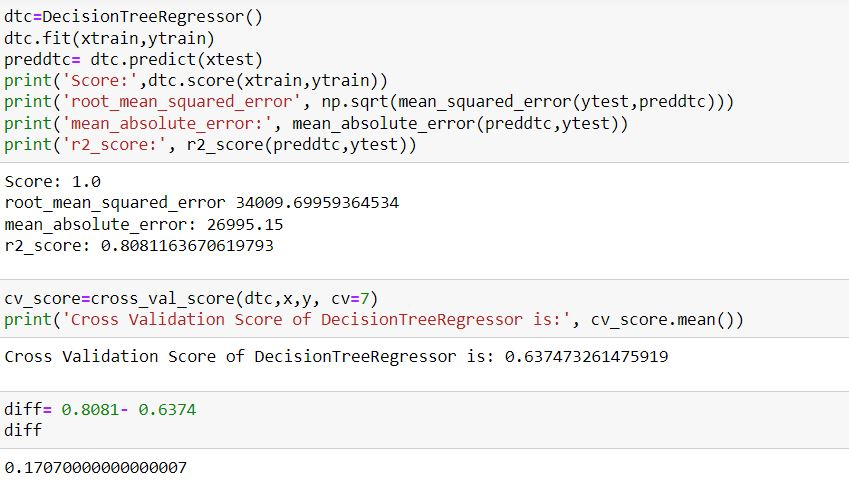 dtc=DecisionTreeRegressor()
dtc.fit(xtrain,ytrain)
preddtc= dtc.predict(xtest)
print('Score:',dtc.score(xtrain,ytrain))
print('root_mean_squared_error', np.sqrt(mean_squared_error(ytest,preddtc)))
print('mean_absolute_error:', mean_absolute_error(preddtc,ytest))
print('r2_score:', r2_score(preddtc,ytest))
Score: 1.0
root_mean_squared_error 34009.69959364534
mean_absolute_error: 26995.15
r2_score: 0.8081163670619793
cv_score=cross_val_score(dtc,x,y, cv=7)
print('Cross Validation Score of DecisionTreeRegressor is:', cv_score.mean())
Cross Validation Score of DecisionTreeRegressor is: 0.637473261475919
diff= 0.8081- 0.6374
diff
0.17070000000000007